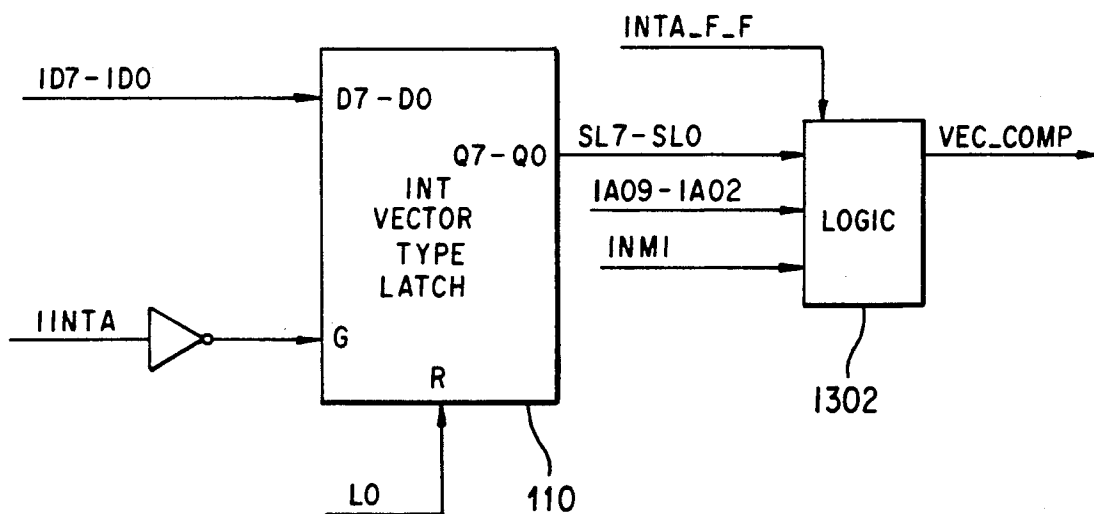 INTA_F_F
ID7-ID0
D7-D0
Q7-Q0
SL7-SL0
VEC_COMP
INT
VECTOR
TYPE
LATCH
IA09-IA02
LOGIC
INMI
IINTA
G
R
1302
L0
110